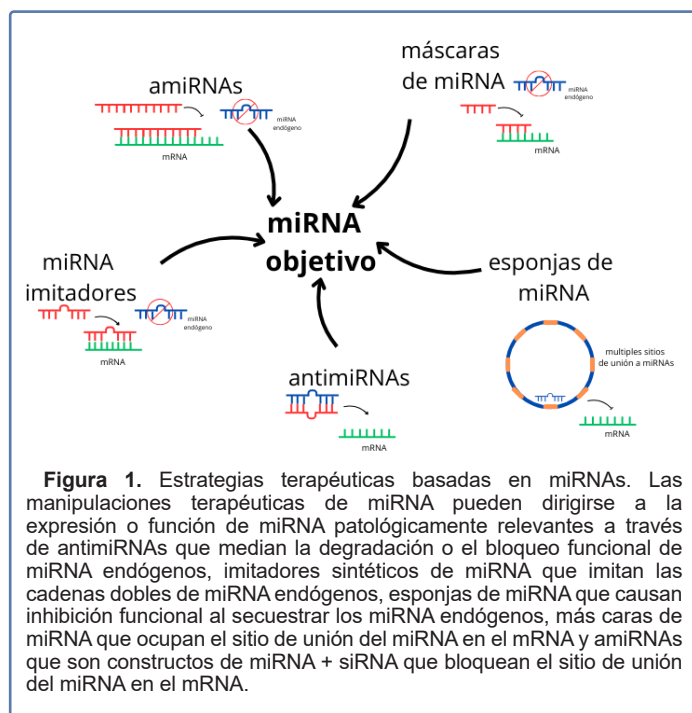 máscaras
de miRNA
miRNA
endógeno
mRNA
amiRNAs
miRNA
endógeno
mRNA
miRNA
objetivo
miRNA
imitadores
miRNA
endógeno
mRNA
esponjas de
miRNA
multiples sitios
de unión a miRNAs
mRNA
antimiRNAs
mRNA
Figura 1. Estrategias terapéuticas basadas en miRNAs. Las
manipulaciones terapéuticas de miRNA pueden dirigirse a la
expresión o función de miRNA patológicamente relevantes a través
de antimiRNAs que median la degradación o el bloqueo funcional de
miRNA endógenos, imitadores sintéticos de miRNA que imitan las
cadenas dobles de miRNA endógenos, esponjas de miRNA que causan
inhibición funcional al secuestrar los miRNA endógenos, más caras de
miRNA que ocupan el sitio de unión del miRNA en el mRNA y amiRNAs
que son constructos de miRNA + siRNA que bloquean el sitio de unión
del miRNA en el mRNA.